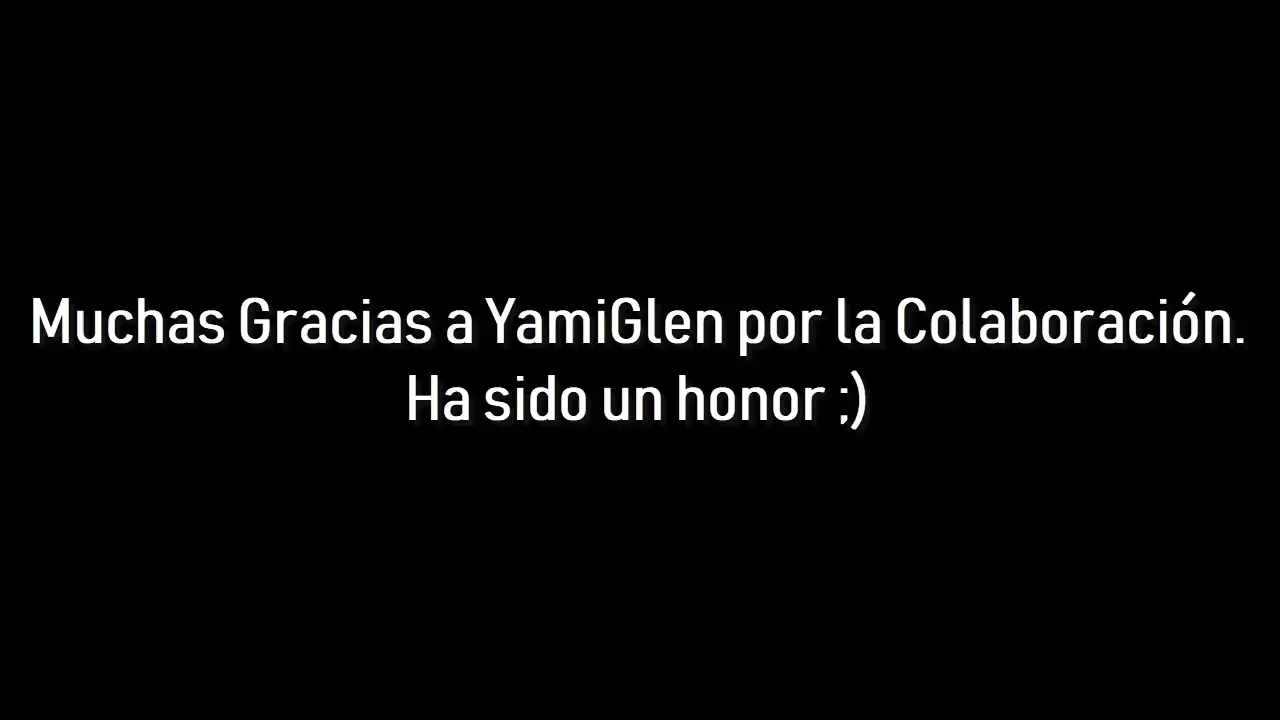 Muchas Gracias a YamiGlen por la Colaboración.
Ha sido un honor ;)